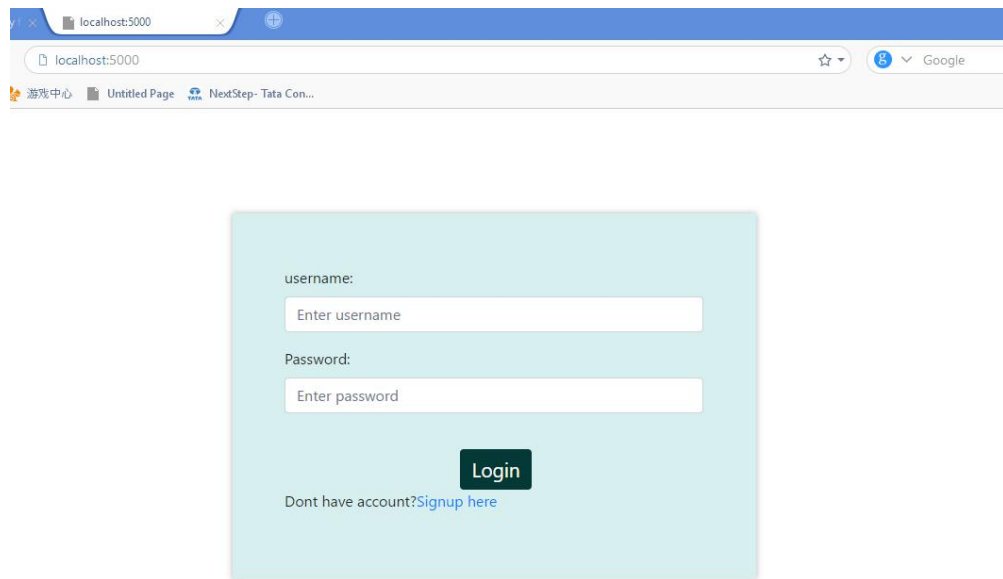 y! localhost:5000
localhost:5000 Google
游戏中心 Untitled Page NextStep- Tata Con...
username:
Enter username
Password:
Enter password
Login
Dont have account?Signup here